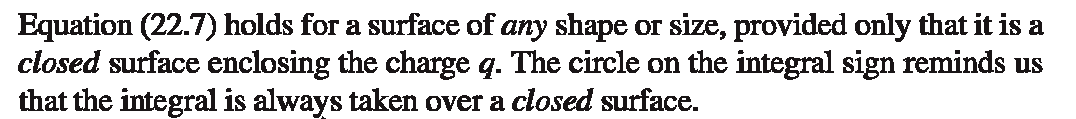 Equation (22.7) holds for a surface of any shape or size, provided only that it is a
closed surface enclosing the charge q. The circle on the integral sign reminds us
that the integral is always taken over a closed surface.